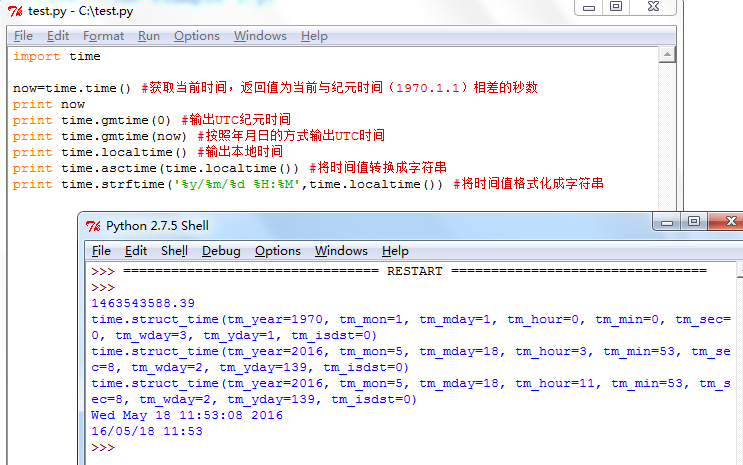 test.py - C:\test.py
File Edit Format Run Options Windows Help
import time
now=time.time() #获取当前时间，返回值为当前与纪元时间（1970.1.1）相差的秒数
print now
print time.gmtime(0) #输出UTC纪元时间
print time.gmtime(now) #按照年月日的方式输出UTC时间
print time.localtime() #输出本地时间
print time.asctime(time.localtime()) #将时间值转换成字符串
print time.strftime('%y/%m/%d %H:%M',time.localtime()) #将时间值格式化成字符串
Python 2.7.5 Shell
File Edit Shell Debug Options Windows Help
>>> ================================ RESTART ================================
>>>
1463543588.39
time.struct_time(tm_year=1970, tm_mon=1, tm_mday=1, tm_hour=0, tm_min=0, tm_sec=
0, tm_wday=3, tm_yday=1, tm_isdst=0)
time.struct_time(tm_year=2016, tm_mon=5, tm_mday=18, tm_hour=3, tm_min=53, tm_se
c=8, tm_wday=2, tm_yday=139, tm_isdst=0)
time.struct_time(tm_year=2016, tm_mon=5, tm_mday=18, tm_hour=11, tm_min=53, tm_s
ec=8, tm_wday=2, tm_yday=139, tm_isdst=0)
Wed May 18 11:53:08 2016
16/05/18 11:53
>>>